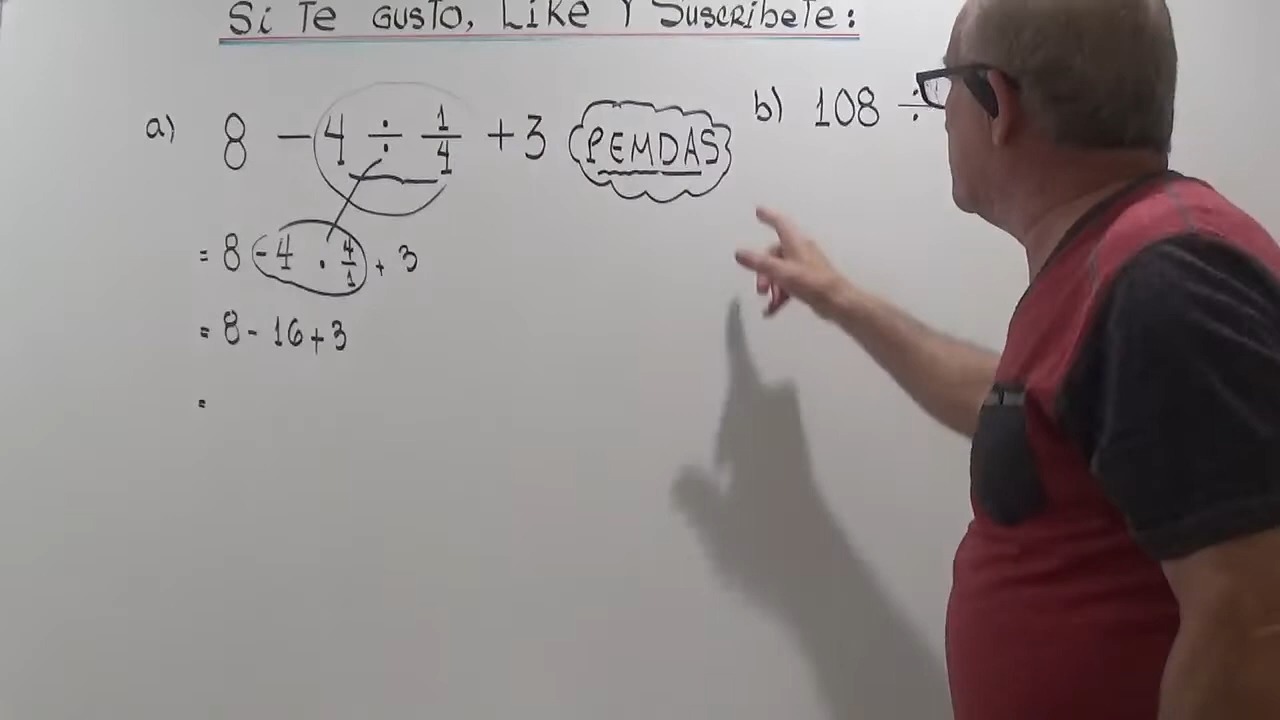 Si Te Gusto, Like Y Suscribete:
a) 8 - 4 ÷ 1/4 + 3 PEMDAS
b) 108 ÷
= 8 - 4 . 4/1 + 3
= 8 - 16 + 3
=